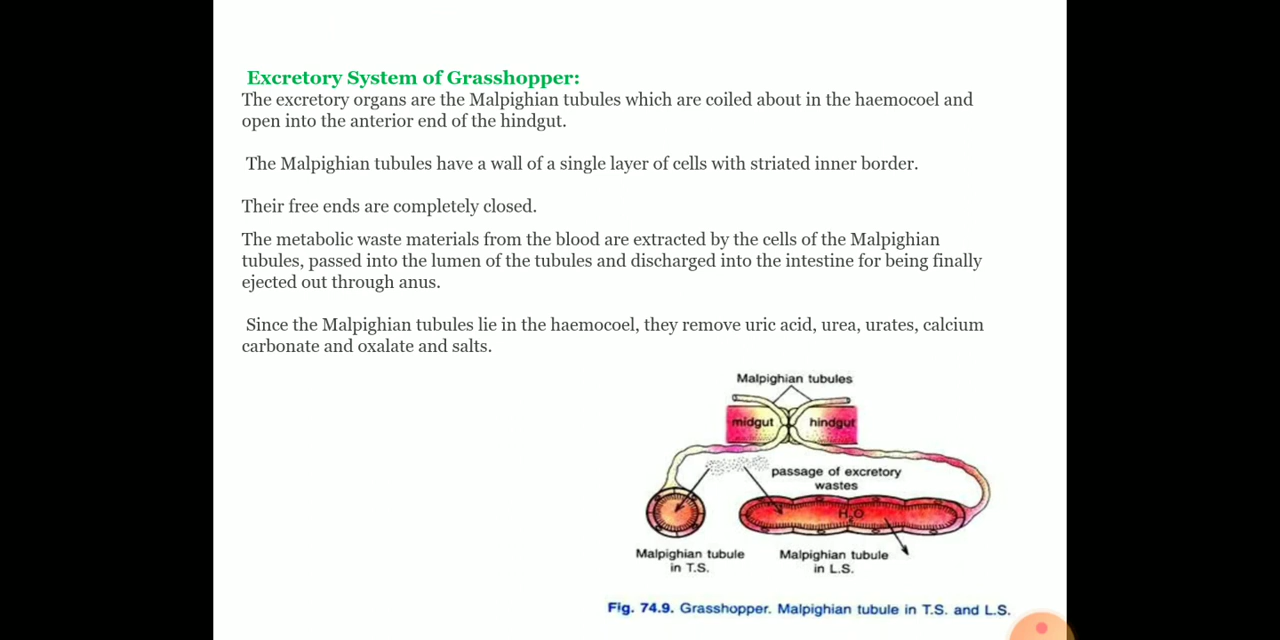 Excretory System of Grasshopper:
The excretory organs are the Malpighian tubules which are coiled about in the haemocoel and
open into the anterior end of the hindgut.
The Malpighian tubules have a wall of a single layer of cells with striated inner border.
Their free ends are completely closed.
The metabolic waste materials from the blood are extracted by the cells of the Malpighian
tubules, passed into the lumen of the tubules and discharged into the intestine for being finally
ejected out through anus.
Since the Malpighian tubules lie in the haemocoel, they remove uric acid, urea, urates, calcium
carbonate and oxalate and salts.
Malpighian tubules
midgut
hindgut
passage of excretory
wastes
H₂O
Malpighian tubule
in T.S.
Malpighian tubule
in L.S.
Fig. 74.9. Grasshopper. Malpighian tubule in T.S. and L.S.